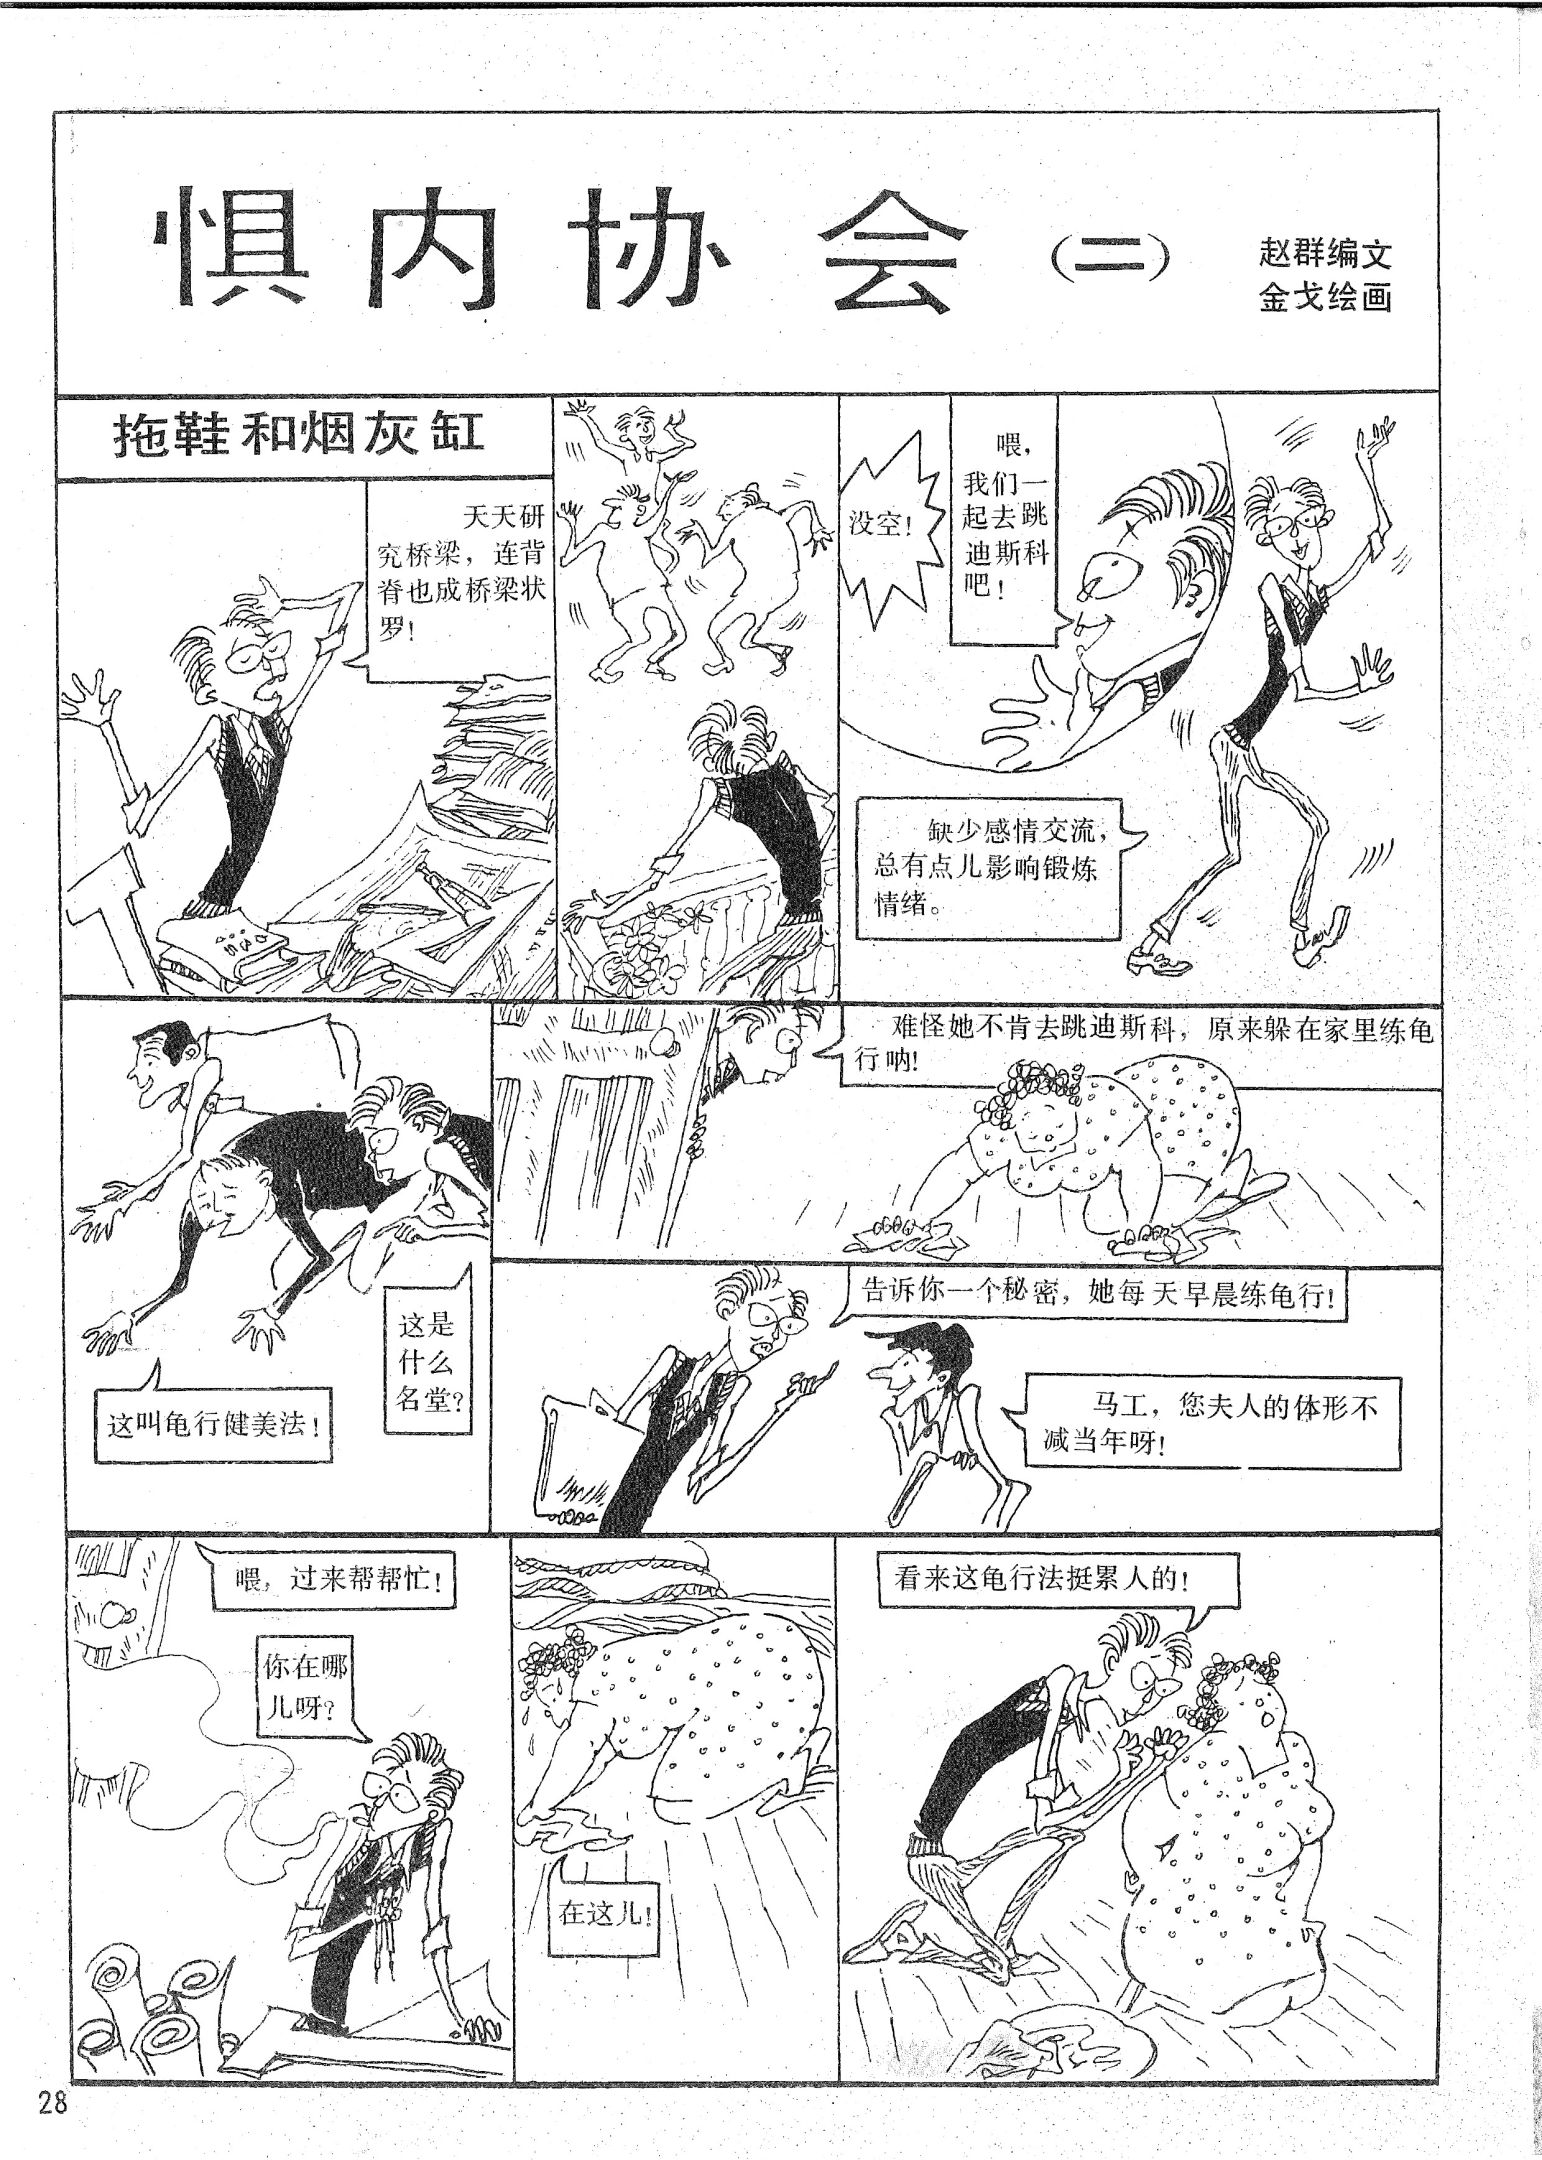 惧内协会（二）
赵群编文
金戈绘画
拖鞋和烟灰缸
天天研
究桥梁，连背
脊也成桥梁状
罗！
喂，
我们一
起去跳
迪斯科
吧！
没空！
缺少感情交流，
总有点儿影响锻炼
情绪。
这是
什么
名堂？
这叫龟行健美法！
难怪她不肯去跳迪斯科，原来躲在家里练龟
行呐！
告诉你一个秘密，她每天早晨练龟行！
马工，您夫人的体形不
减当年呀！
喂，过来帮帮忙！
你在哪
儿呀？
在这儿！
看来这龟行法挺累人的！
28